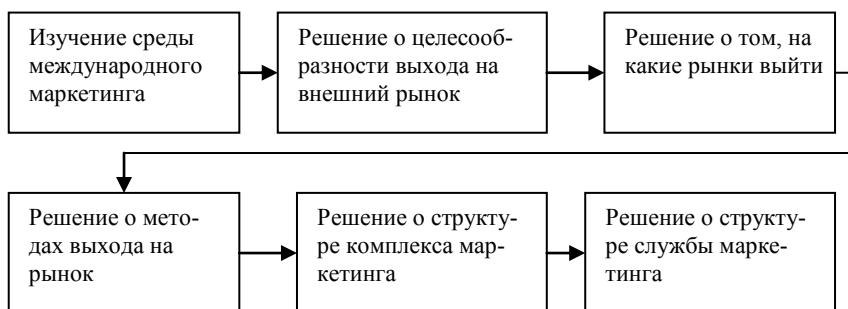 Изучение среды
международного
маркетинга
Решение о целесооб-
разности выхода на
внешний рынок
Решение о том, на
какие рынки выйти
Решение о мето-
дах выхода на
рынок
Решение о структу-
ре комплекса мар-
кетинга
Решение о структу-
ре службы марке-
тинга